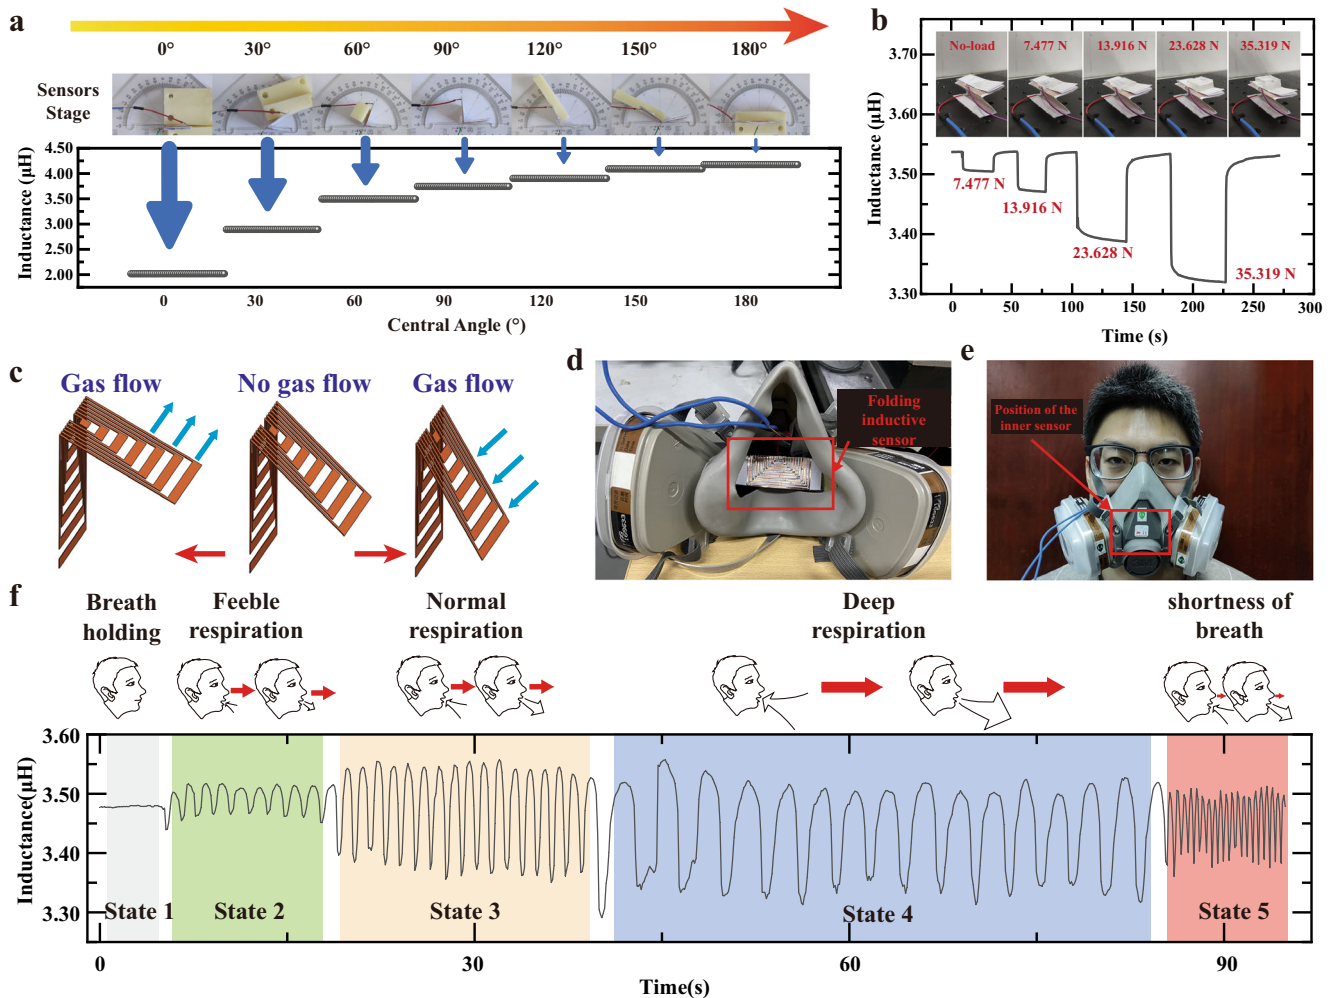 a
0° 30° 60° 90° 120° 150° 180°
Sensors
Stage
Inductance (μH)
4.50
4.00
3.50
3.00
2.50
2.00
0 30 60 90 120 150 180
Central Angle (°)
b
No-load 7.477 N 13.916 N 23.628 N 35.319 N
Inductance (μH)
3.70
3.60
3.50
3.40
3.30
7.477 N
13.916 N
23.628 N
35.319 N
0 50 100 150 200 250 300
Time (s)
c
Gas flow No gas flow Gas flow
d
Folding
inductive
sensor
e
Position of the
inner sensor
f
Breath
holding
Feeble
respiration
Normal
respiration
Deep
respiration
shortness of
breath
Inductance(μH)
3.60
3.50
3.40
3.30
State 1 State 2 State 3 State 4 State 5
0 30 60 90
Time(s)